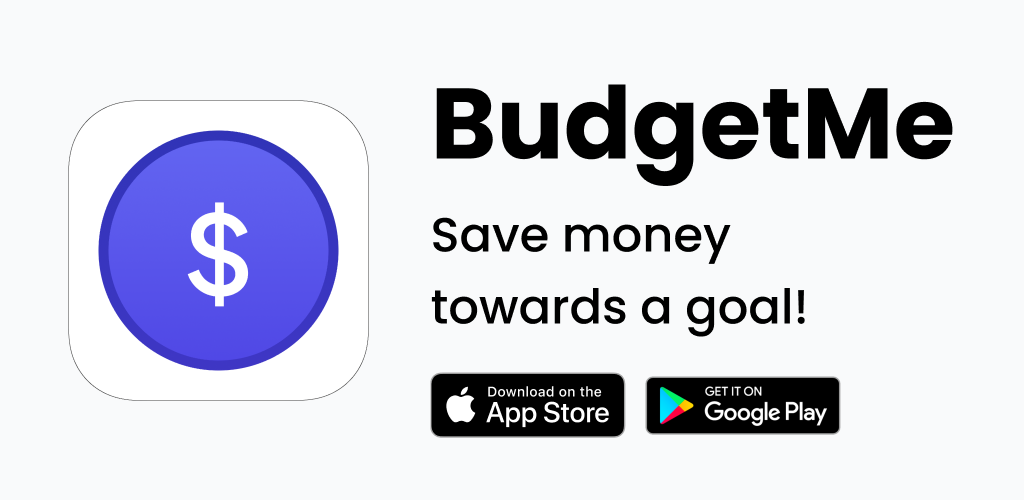 $
BudgetMe
Save money
towards a goal!
Download on the
App Store
GET IT ON
Google Play